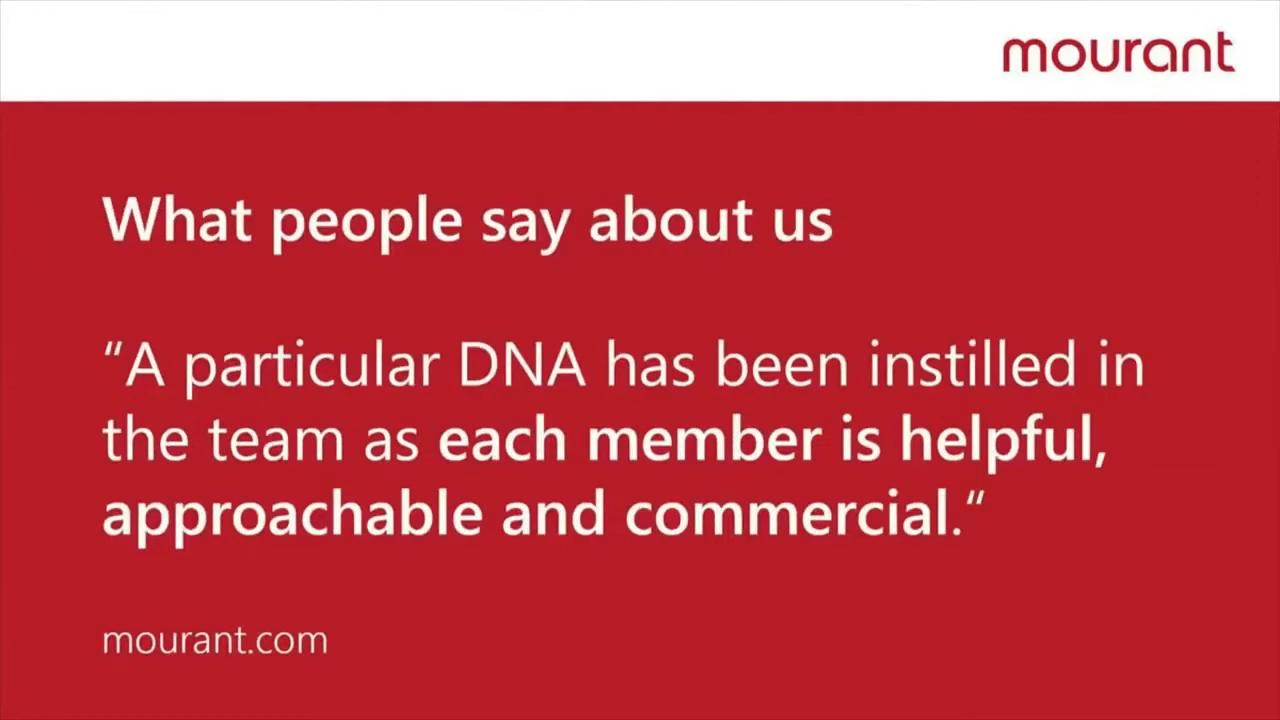 mourant
What people say about us
“A particular DNA has been instilled in
the team as each member is helpful,
approachable and commercial.“
mourant.com